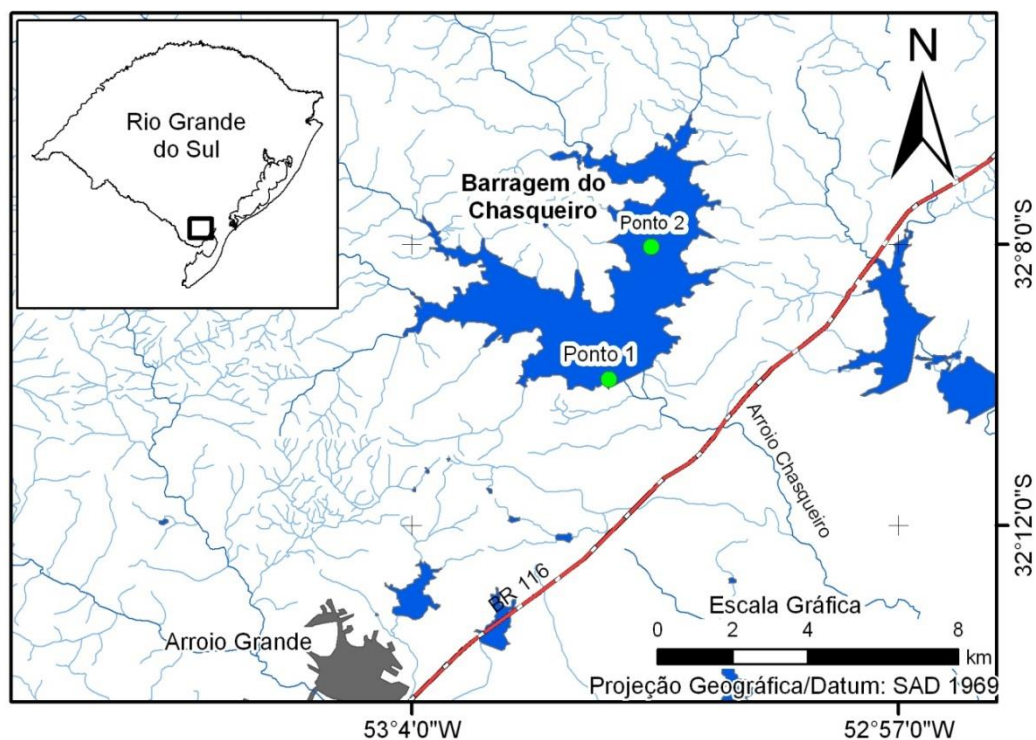 Rio Grande
do Sul
N
Barragem do
Chasqueiro
Ponto 2
32°8'0"S
Ponto 1
Arroio Chasqueiro
32°12'0"S
BR 116
Escala Gráfica
0 2 4 8
km
Arroio Grande
Projeção Geográfica/Datum: SAD 1969
53°4'0"W
52°57'0"W